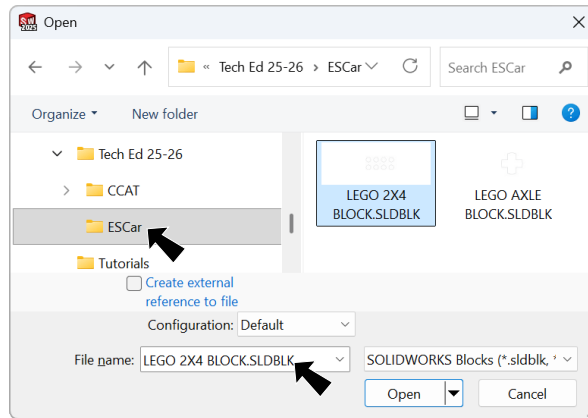 SW
2025
Open
« Tech Ed 25-26 › ESCar
Search ESCar
Organize
New folder
?
Tech Ed 25-26
CCAT
ESCar
Tutorials
LEGO 2X4
BLOCK.SLDBLK
LEGO AXLE
BLOCK.SLDBLK
Create external
reference to file
Configuration: Default
File name: LEGO 2X4 BLOCK.SLDBLK
SOLIDWORKS Blocks (*.sldblk, *
Open
Cancel